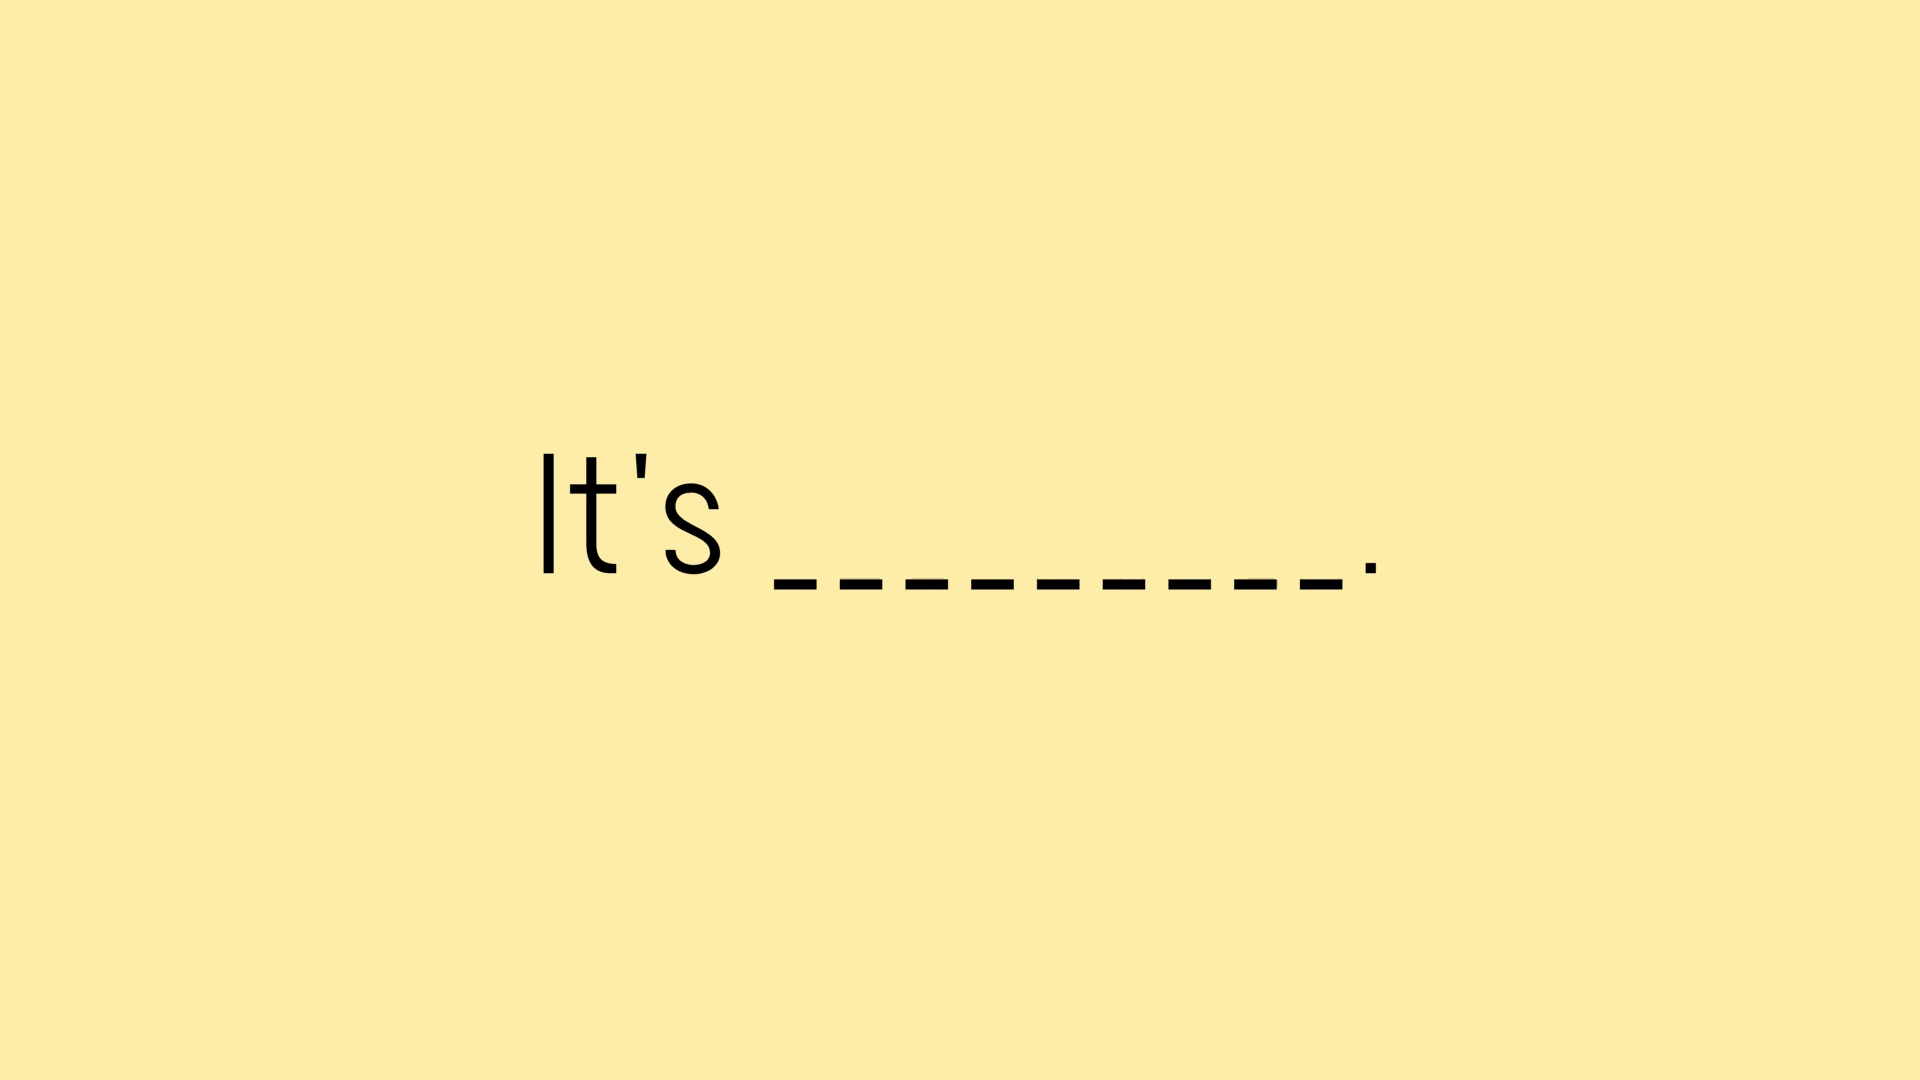 It's _ _ _ _ _ _ _ _ _.